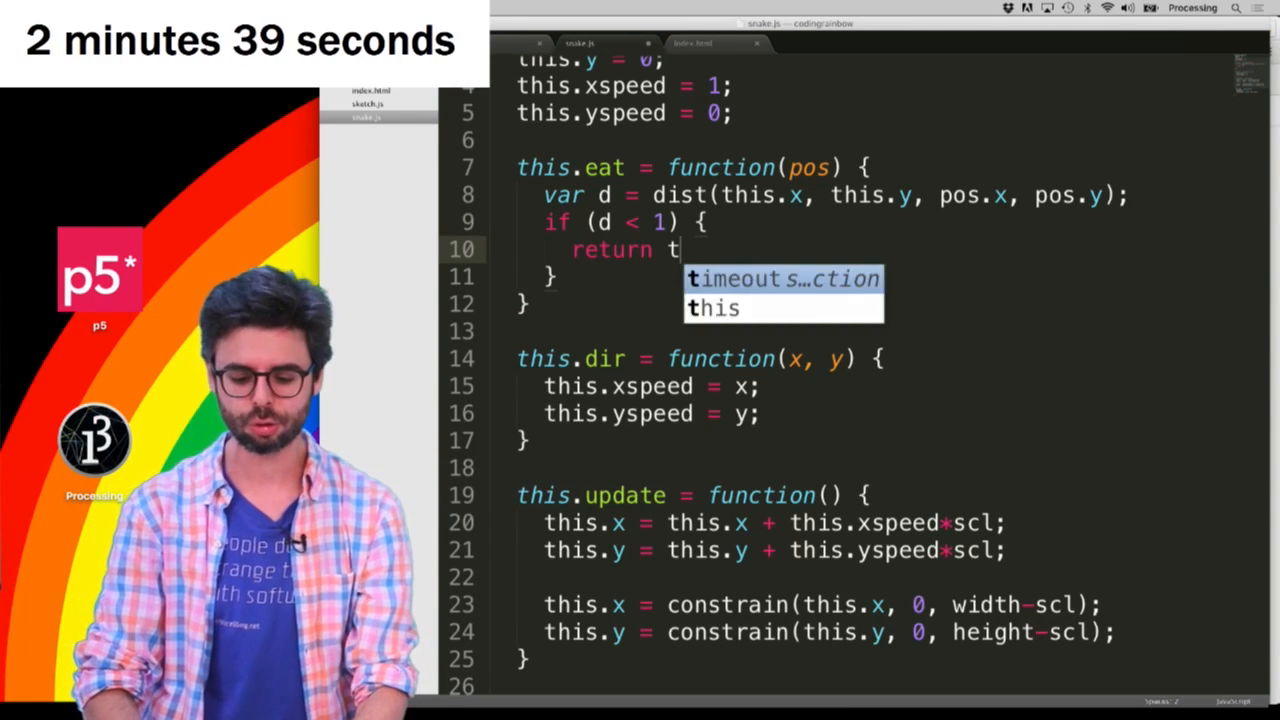 2 minutes 39 seconds
Processing
snake.js — codingrainbow
snake.js
index.html
index.html
sketch.js
snake.js
this.y = 0;
4 this.xspeed = 1;
5 this.yspeed = 0;
6
7 this.eat = function(pos) {
8 var d = dist(this.x, this.y, pos.x, pos.y);
9 if (d < 1) {
10 return t
timeout s…ction
this
11 }
12 }
13
14 this.dir = function(x, y) {
15 this.xspeed = x;
16 this.yspeed = y;
17 }
18
19 this.update = function() {
20 this.x = this.x + this.xspeed*scl;
21 this.y = this.y + this.yspeed*scl;
22
23 this.x = constrain(this.x, 0, width-scl);
24 this.y = constrain(this.y, 0, height-scl);
25 }
26
p5*
p5
Processing
Spaces: 2
JavaScript